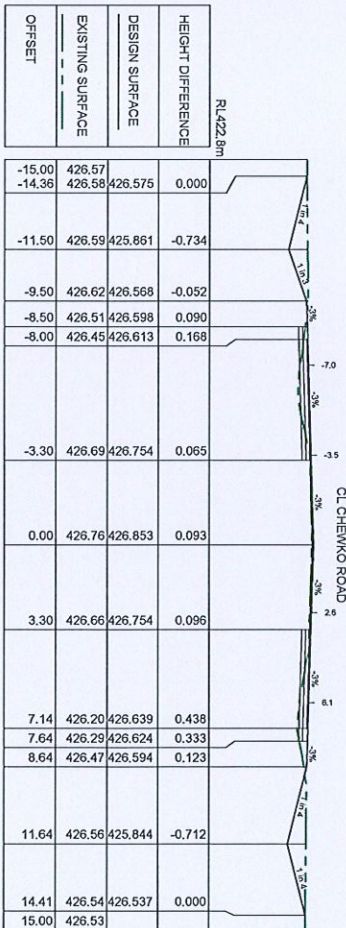 CL CHEWKO ROAD
-7.0 -3.5 2.6 6.1
1 in 4 1 in 3 -3% -3% -3% -3% -3% -3% 1 in 4 1 in 4
RL422.8m
HEIGHT DIFFERENCE 0.000 -0.734 -0.052 0.090 0.168 0.065 0.093 0.096 0.438 0.333 0.123 -0.712 0.000
DESIGN SURFACE 426.575 425.861 426.568 426.598 426.613 426.754 426.853 426.754 426.639 426.624 426.594 425.844 426.537
EXISTING SURFACE 426.57 426.58 426.59 426.62 426.51 426.45 426.69 426.76 426.66 426.20 426.29 426.47 426.56 426.54 426.53
OFFSET -15.00 -14.36 -11.50 -9.50 -8.50 -8.00 -3.30 0.00 3.30 7.14 7.64 8.64 11.64 14.41 15.00